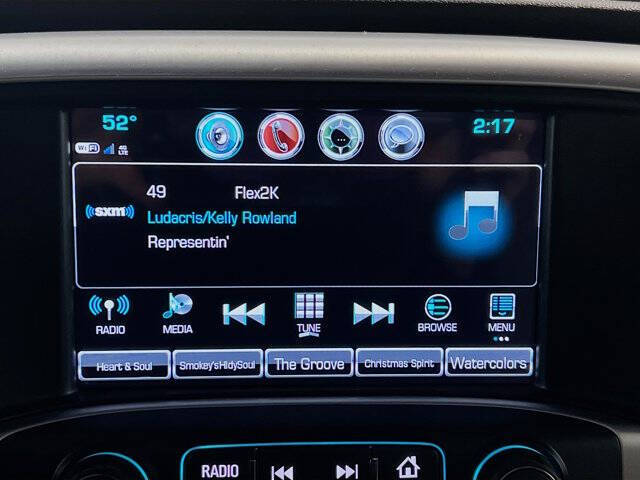 52° 2:17
WiFi 4G LTE
49 Flex2K
((sxm)) Ludacris/Kelly Rowland
Representin'
RADIO MEDIA TUNE BROWSE MENU
Heart & Soul Smokey'sHldySoul The Groove Christmas Spirit Watercolors
RADIO